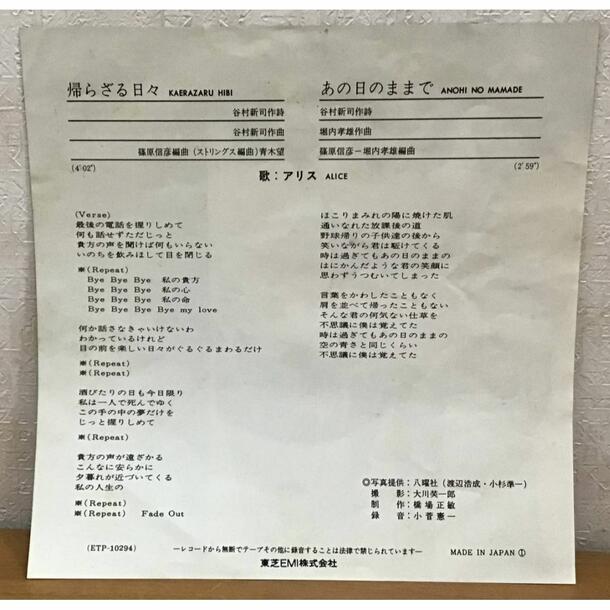 帰らざる日々 KAERAZARU HIBI
谷村新司作詩
谷村新司作曲
篠原信彦編曲(ストリングス編曲)青木望
(4'02")
あの日のままで ANOHI NO MAMADE
谷村新司作詩
堀内孝雄作曲
篠原信彦ー堀内孝雄編曲
(2'59")
歌:アリス ALICE
(Verse)
最後の電話を握りしめて
何も話せずただじっと
貴方の声を聞けば何もいらない
いのちを飲みほして目を閉じる
※(Repeat)
Bye Bye Bye 私の貴方
Bye Bye Bye 私の心
Bye Bye Bye 私の命
Bye Bye Bye Bye my love
何か話さなきゃいけないわ
わかっているけれど
目の前を楽しい日々がぐるぐるまわるだけ
※(Repeat)
※(Repeat)
酒びたりの日も今日限り
私は一人で死んでゆく
この手の中の夢だけを
じっと握りしめて
※(Repeat)
貴方の声が遠ざかる
こんなに安らかに
夕暮れが近づいてくる
私の人生の
※(Repeat)
※(Repeat) Fade Out
ほこりまみれの陽に焼けた肌
通いなれた放課後の道
野球帰りの子供達の後から
笑いながら君は駆けてくる
時は過ぎてもあの日のままの
はにかんだような君の笑顔に
思わずうつむいてしまった
言葉をかわしたこともなく
肩を並べて帰ったこともない
そんな君の何気ない仕草を
不思議に僕は覚えてた
時は過ぎてもあの日のままの
空の青さと同じくらい
不思議に僕は覚えてた
◎写真提供:八曜社(渡辺浩成・小杉準一)
撮 影:大川奘一郎
制 作:橋場正敏
録 音:小菅憲一
(ETP-10294)
ーレコードから無断でテープその他に録音することは法律で禁じられていますー
MADE IN JAPAN Ⓘ
東芝EMI株式会社